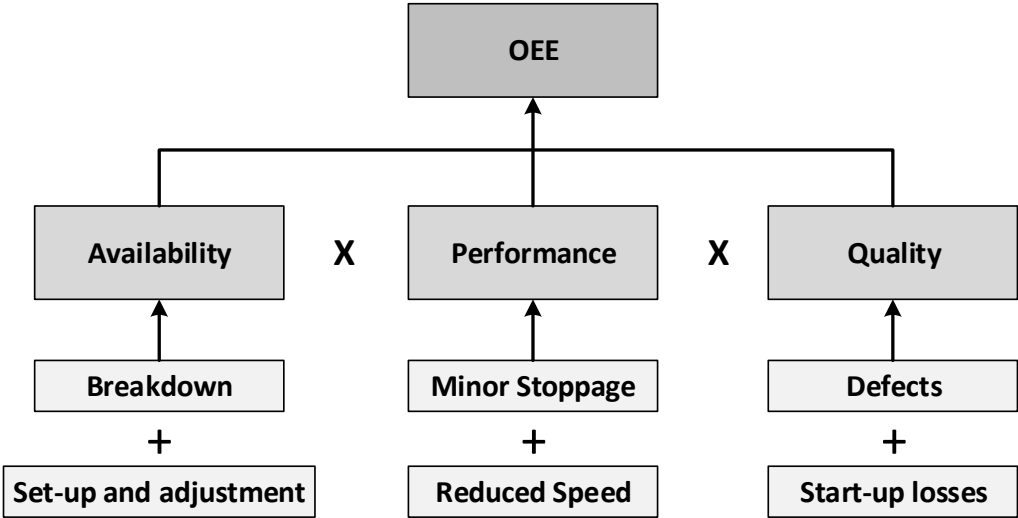 OEE
Availability X Performance X Quality
Breakdown Minor Stoppage Defects
+ + +
Set-up and adjustment Reduced Speed Start-up losses